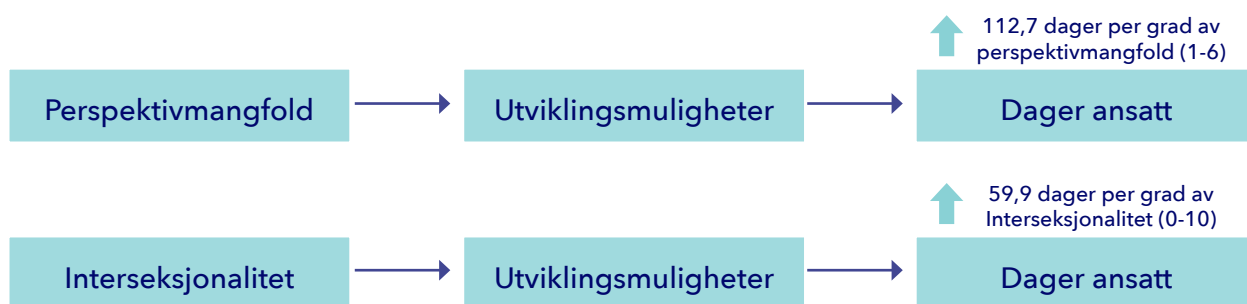 112,7 dager per grad av
perspektivmangfold (1-6)
Perspektivmangfold
Utviklingsmuligheter
Dager ansatt
59,9 dager per grad av
Interseksjonalitet (0-10)
Interseksjonalitet
Utviklingsmuligheter
Dager ansatt